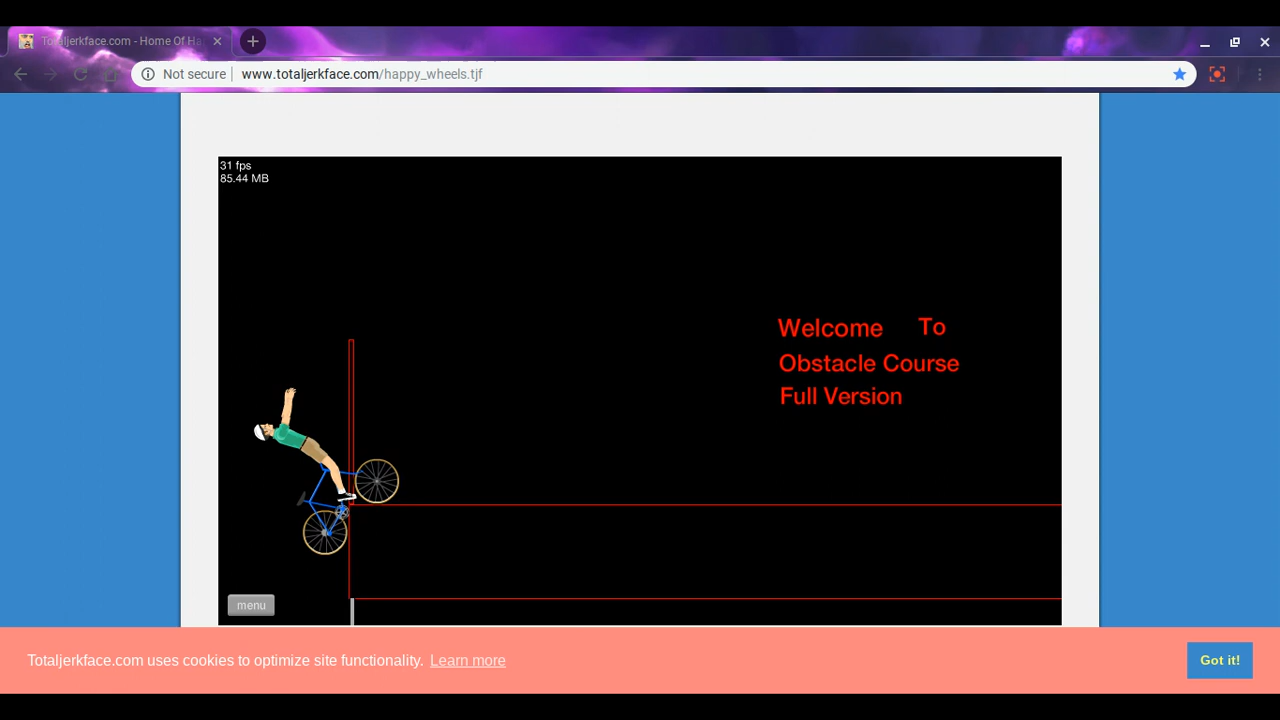 Totaljerkface.com - Home Of Ha
Not secure
www.totaljerkface.com/happy_wheels.tjf
31 fps
85.44 MB
Welcome To
Obstacle Course
Full Version
menu
Totaljerkface.com uses cookies to optimize site functionality. Learn more
Got it!